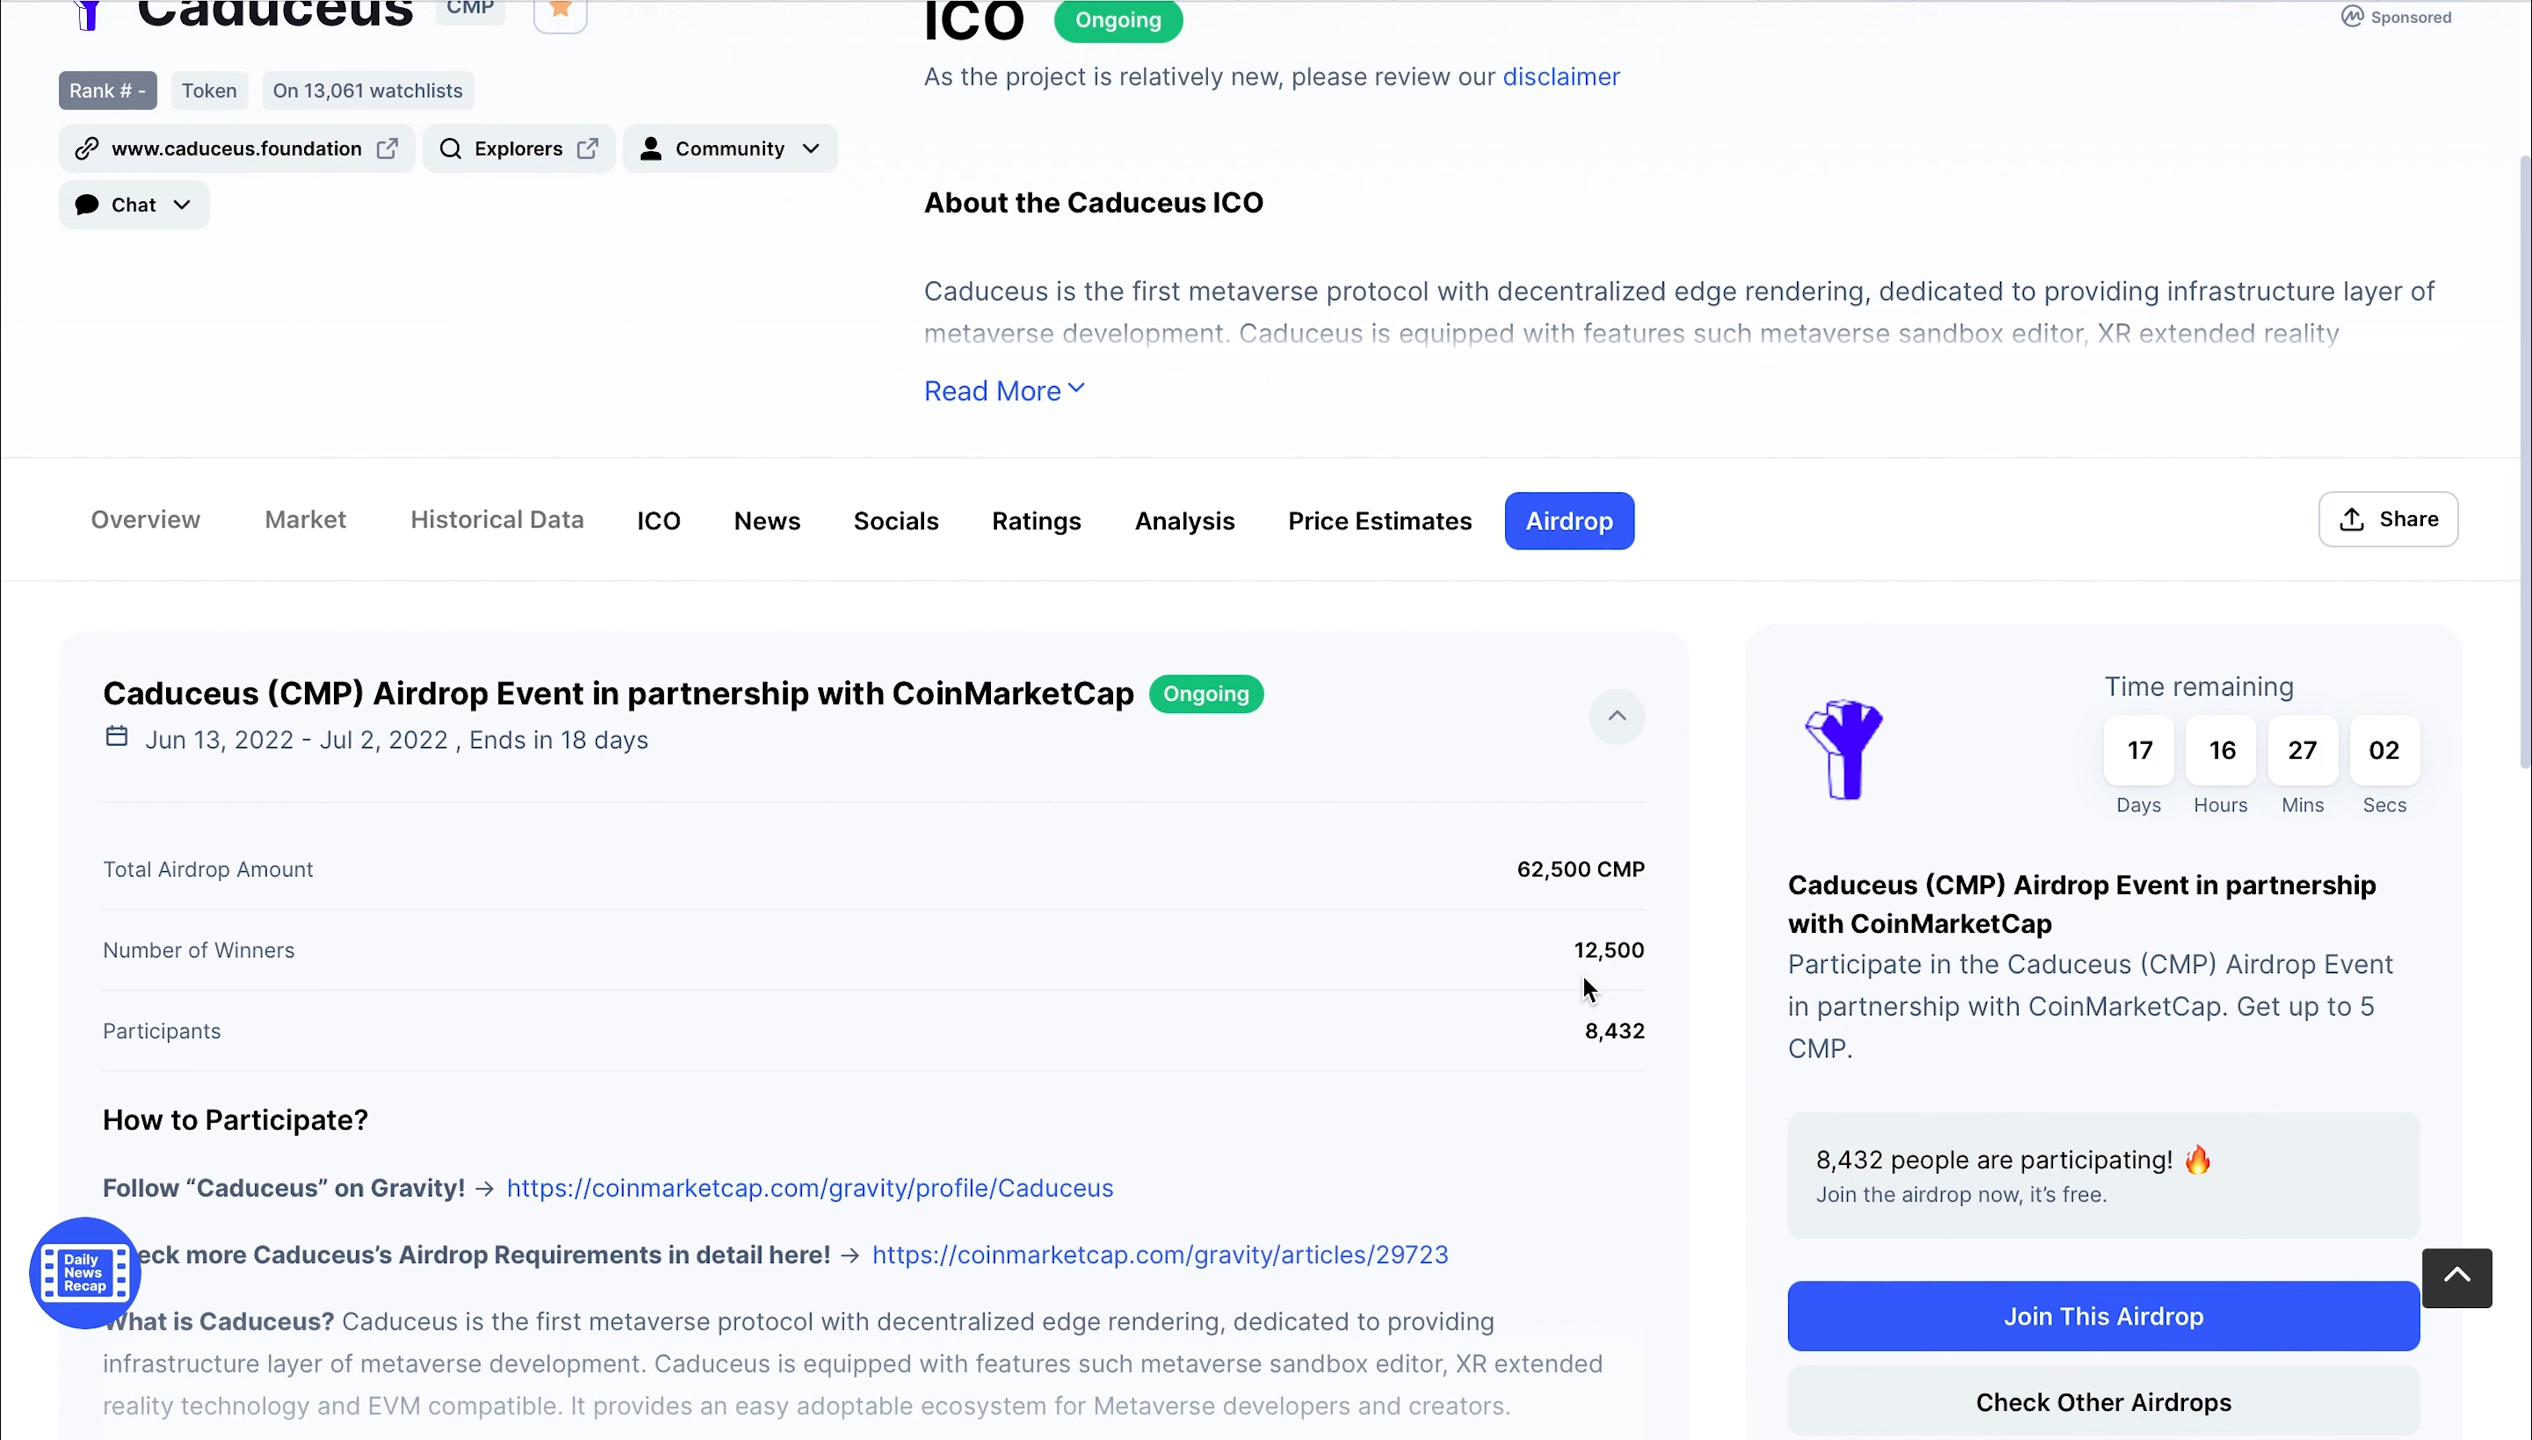 Caduceus CMP
Rank # - Token On 13,061 watchlists
www.caduceus.foundation Explorers Community
Chat
ICO Ongoing
As the project is relatively new, please review our disclaimer
Sponsored
About the Caduceus ICO
Caduceus is the first metaverse protocol with decentralized edge rendering, dedicated to providing infrastructure layer of
metaverse development. Caduceus is equipped with features such metaverse sandbox editor, XR extended reality
Read More
Overview Market Historical Data ICO News Socials Ratings Analysis Price Estimates Airdrop Share
Caduceus (CMP) Airdrop Event in partnership with CoinMarketCap Ongoing
Jun 13, 2022 - Jul 2, 2022 , Ends in 18 days
Total Airdrop Amount 62,500 CMP
Number of Winners 12,500
Participants 8,432
How to Participate?
Follow “Caduceus” on Gravity! → https://coinmarketcap.com/gravity/profile/Caduceus
eck more Caduceus’s Airdrop Requirements in detail here! → https://coinmarketcap.com/gravity/articles/29723
What is Caduceus? Caduceus is the first metaverse protocol with decentralized edge rendering, dedicated to providing
infrastructure layer of metaverse development. Caduceus is equipped with features such metaverse sandbox editor, XR extended
reality technology and EVM compatible. It provides an easy adoptable ecosystem for Metaverse developers and creators.
Daily
News
Recap
Time remaining
17 16 27 02
Days Hours Mins Secs
Caduceus (CMP) Airdrop Event in partnership
with CoinMarketCap
Participate in the Caduceus (CMP) Airdrop Event
in partnership with CoinMarketCap. Get up to 5
CMP.
8,432 people are participating! 🔥
Join the airdrop now, it’s free.
Join This Airdrop
Check Other Airdrops